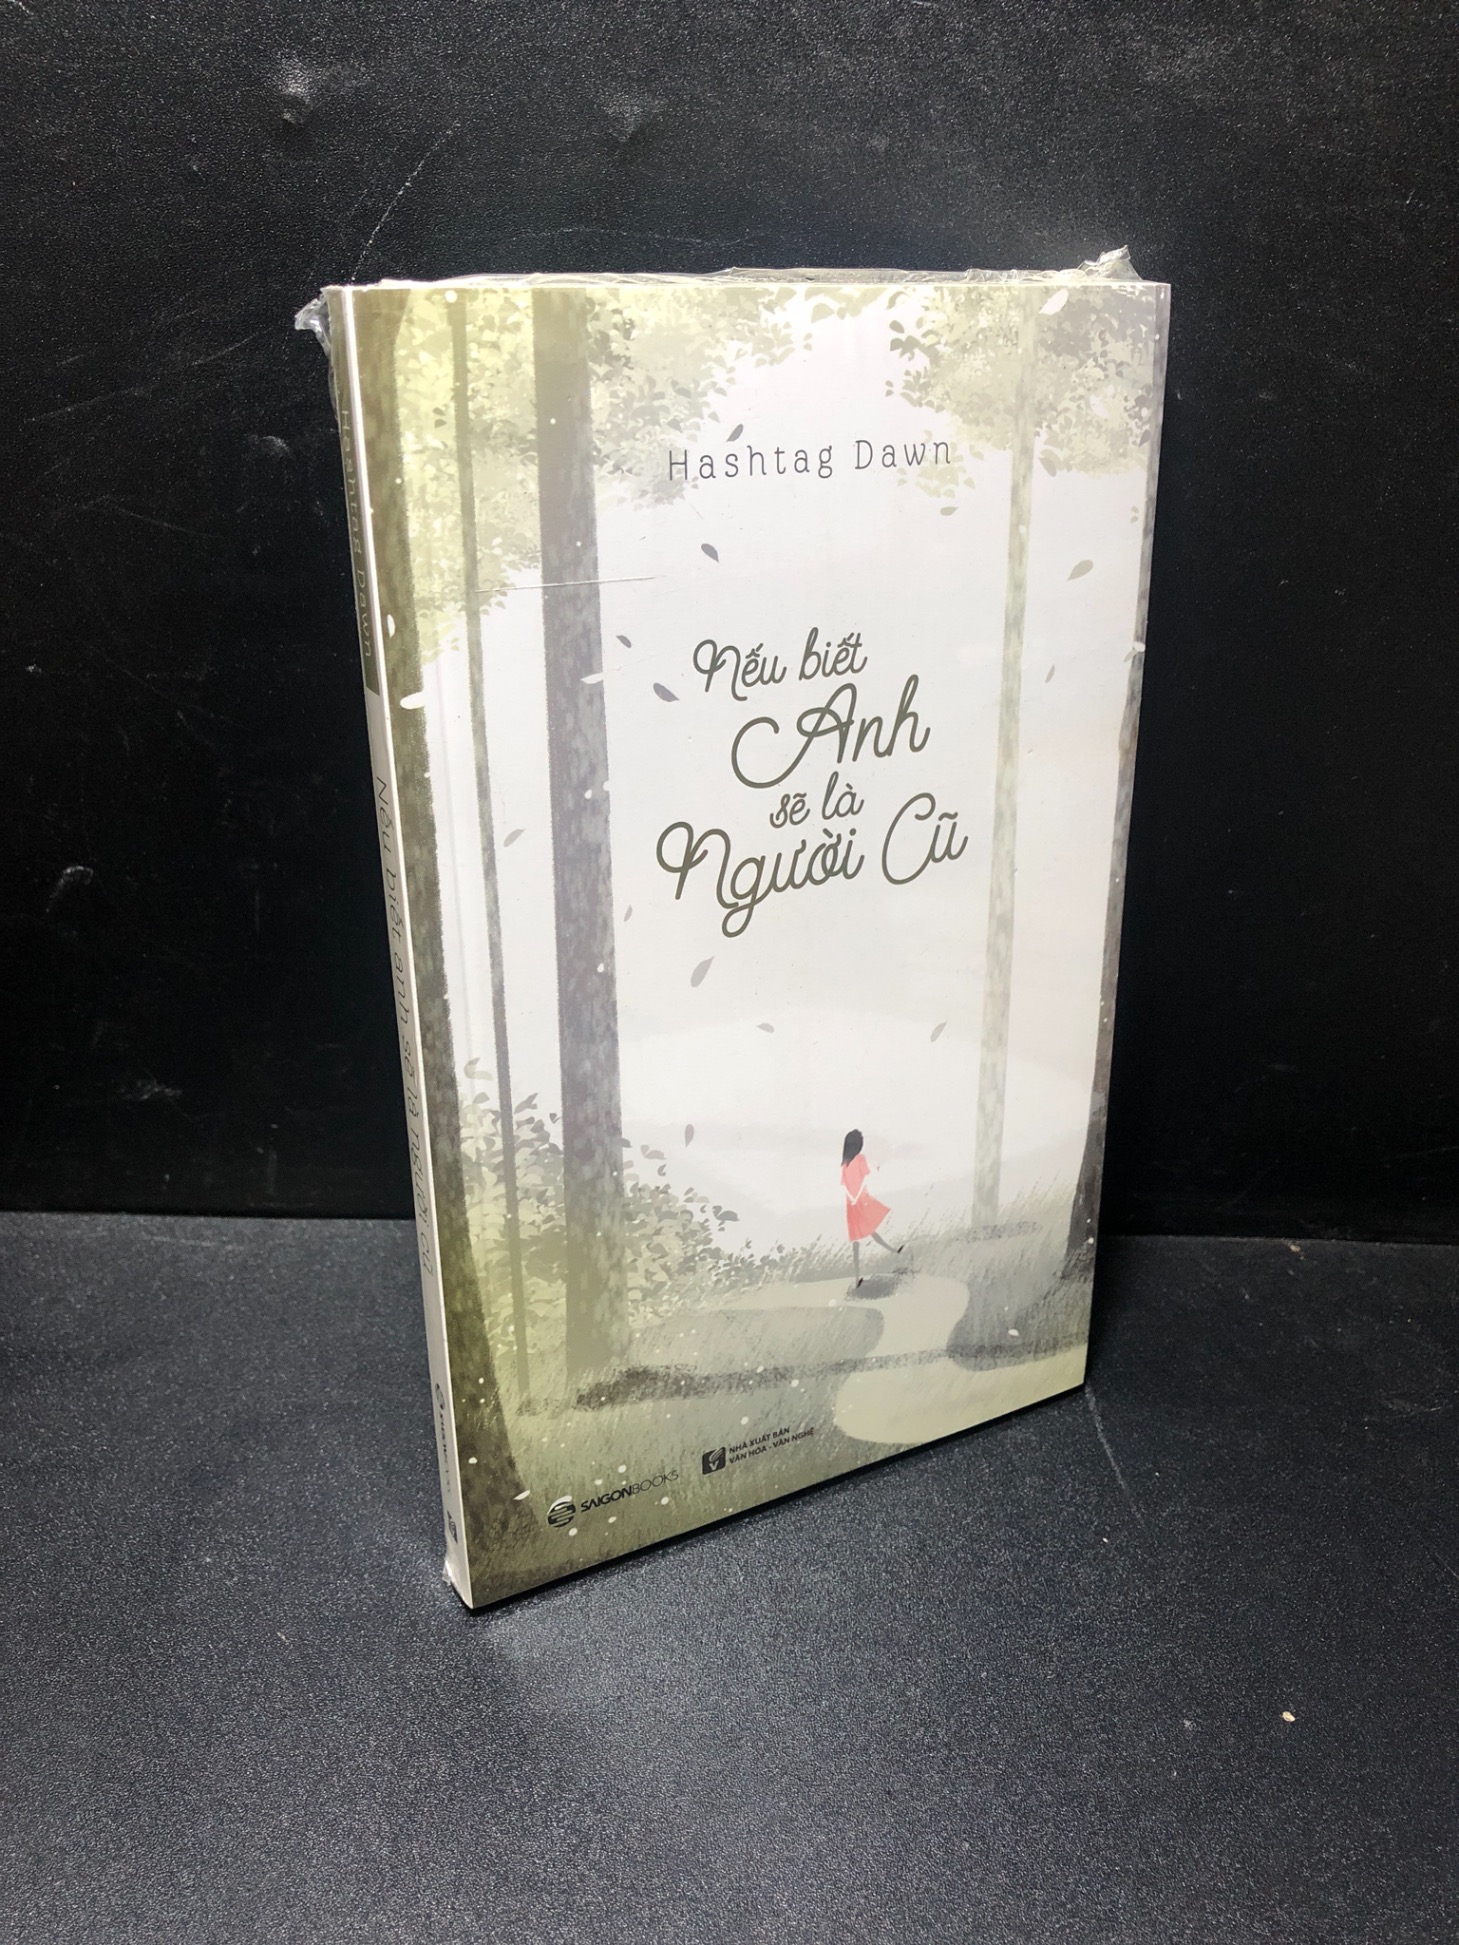 Hashtag Dawn
Nếu biết
Anh
sẽ là
Người Cũ
SAIGONBOOKS
NHÀ XUẤT BẢN
VĂN HÓA - VĂN NGHỆ
Hashtag Dawn
Nếu biết anh sẽ là người cũ